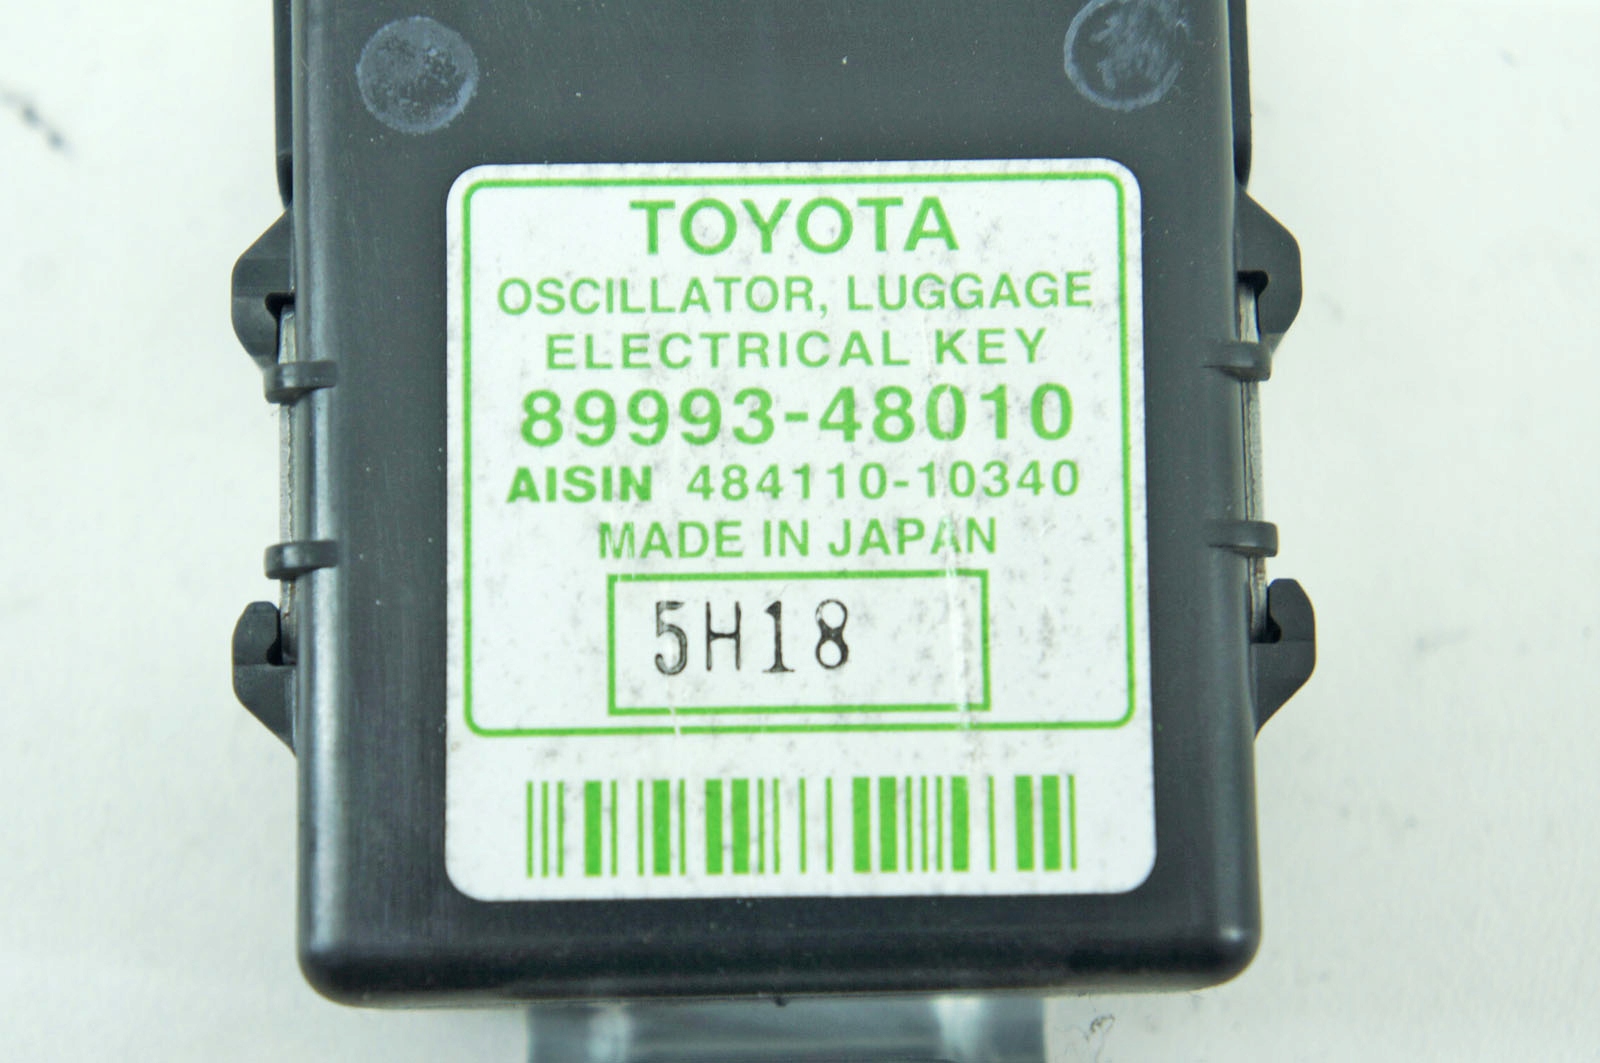 TOYOTA
OSCILLATOR, LUGGAGE
ELECTRICAL KEY
89993-48010
AISIN 484110-10340
MADE IN JAPAN
5H18